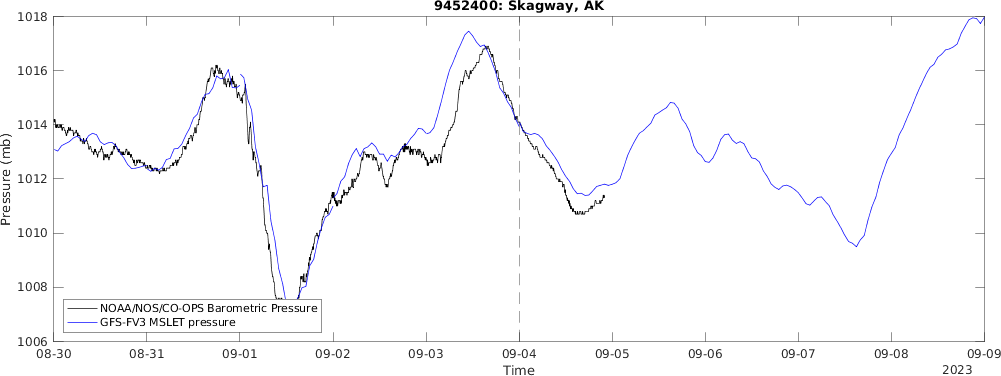 9452400: Skagway, AK
Pressure (mb)
1018
1016
1014
1012
1010
1008
1006
NOAA/NOS/CO-OPS Barometric Pressure
GFS-FV3 MSLET pressure
08-30 08-31 09-01 09-02 09-03 09-04 09-05 09-06 09-07 09-08 09-09
Time
2023